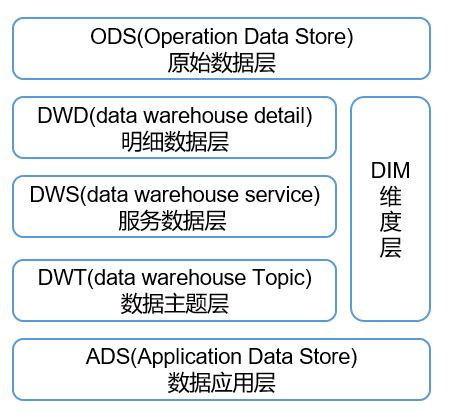 ODS(Operation Data Store)
原始数据层
DWD(data warehouse detail)
明细数据层
DWS(data warehouse service)
服务数据层
DWT(data warehouse Topic)
数据主题层
DIM
维
度
层
ADS(Application Data Store)
数据应用层